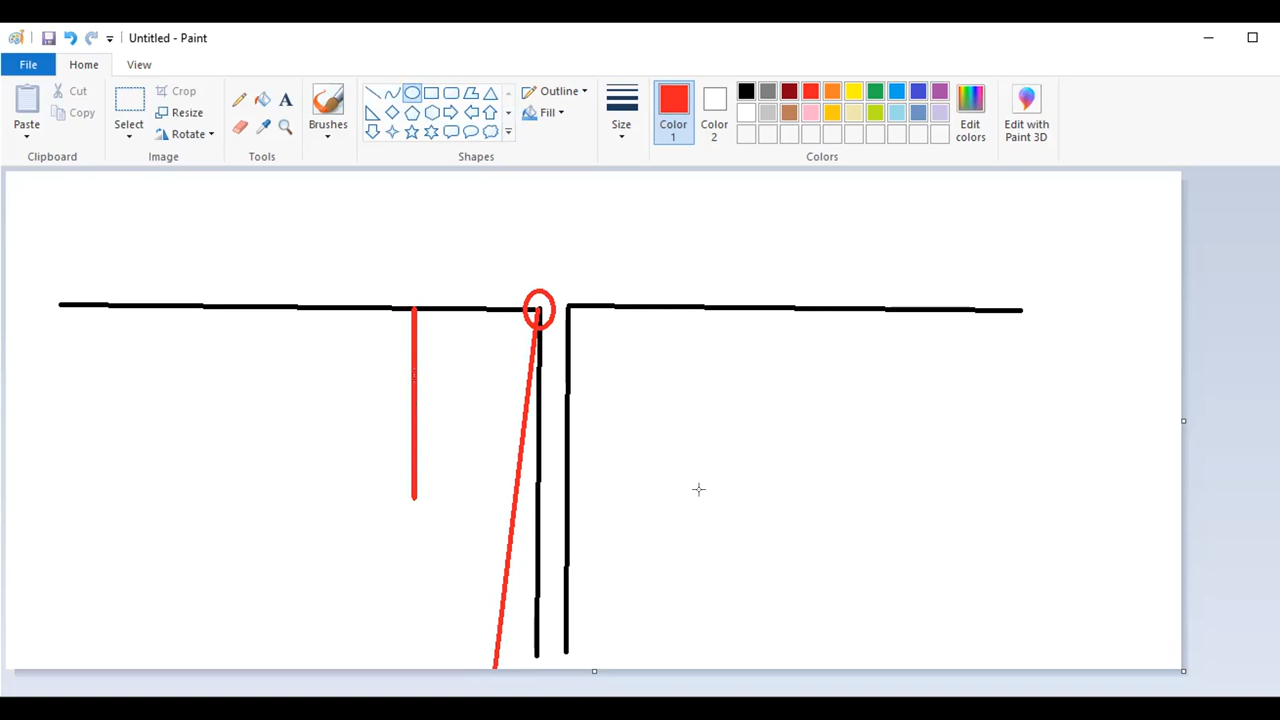 Untitled - Paint
File Home View
Paste Cut Copy Clipboard
Select Crop Resize Rotate Image
A Tools
Brushes
Outline Fill Shapes
Size
Color 1
Color 2
Edit colors
Edit with Paint 3D
Colors